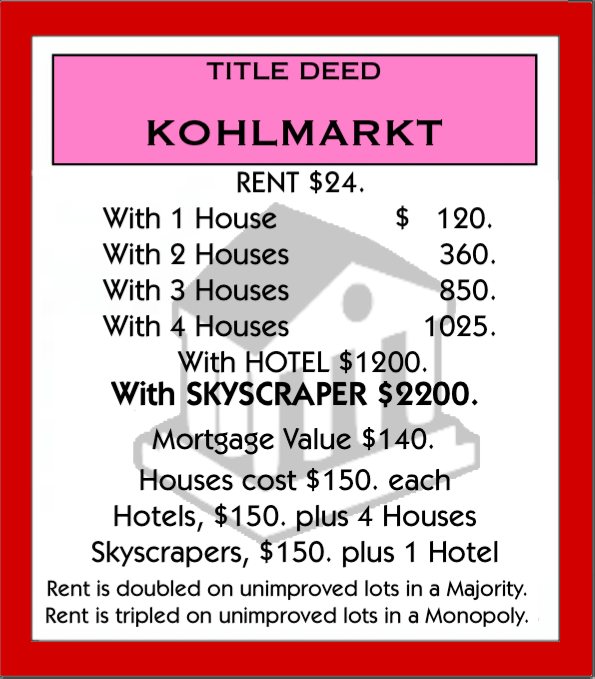 TITLE DEED
KOHLMARKT
RENT $24.
With 1 House $ 120.
With 2 Houses 360.
With 3 Houses 850.
With 4 Houses 1025.
With HOTEL $1200.
With SKYSCRAPER $2200.
Mortgage Value $140.
Houses cost $150. each
Hotels, $150. plus 4 Houses
Skyscrapers, $150. plus 1 Hotel
Rent is doubled on unimproved lots in a Majority.
Rent is tripled on unimproved lots in a Monopoly.